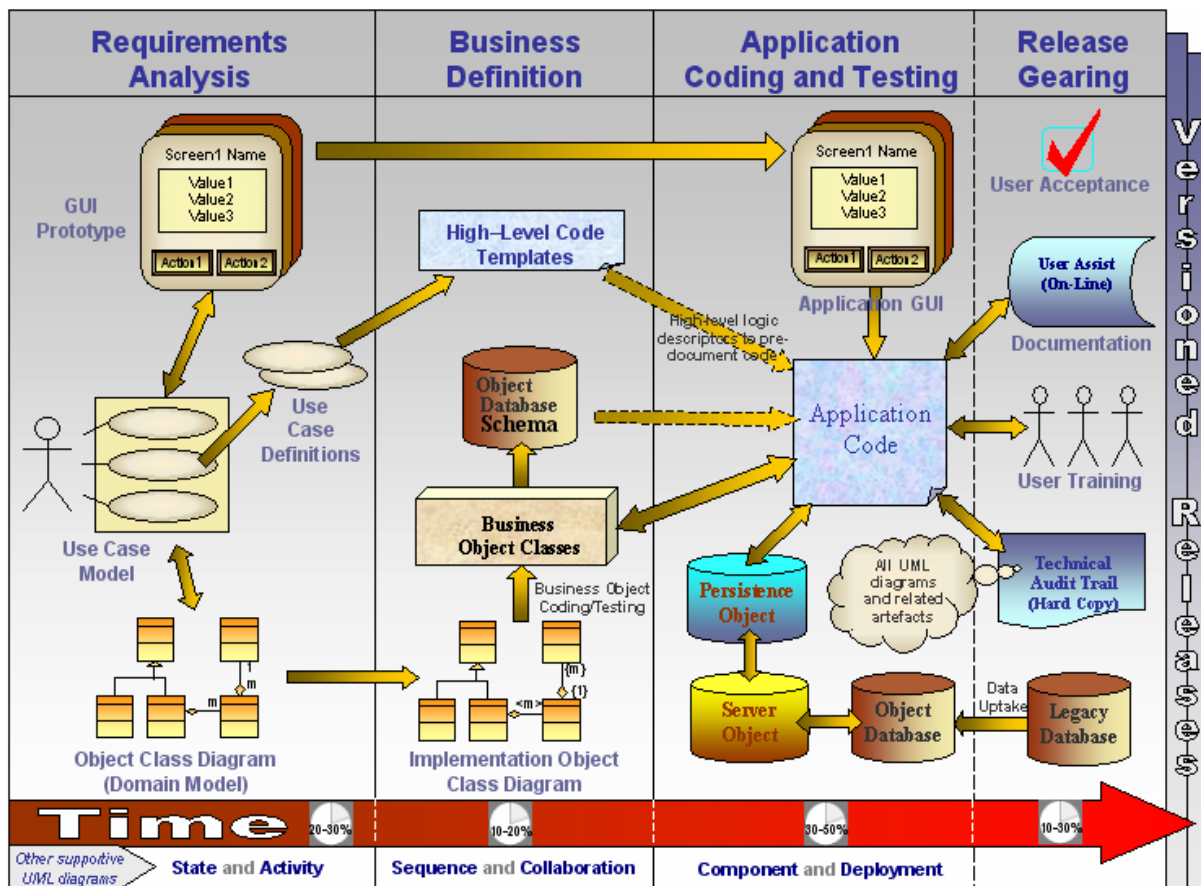 Requirements
Analysis
Business
Definition
Application
Coding and Testing
Release
Gearing
Versioned Releases
GUI
Prototype
Screen1 Name
Value1
Value2
Value3
Action1
Action 2
Use
Case
Definitions
Use Case
Model
Object Class Diagram
(Domain Model)
1
m
m
High–Level Code
Templates
Object
Database
Schema
Business
Object Classes
Business Object
Coding/Testing
{m}
{1}
<m>
Implementation Object
Class Diagram
Screen1 Name
Value1
Value2
Value3
Action1
Action 2
Application GUI
High-level logic
descriptors to pre-
document code
Application
Code
Persistence
Object
Server
Object
Object
Database
All UML
diagrams
and related
artefacts
User Acceptance
User Assist
(On-Line)
Documentation
User Training
Technical
Audit Trail
(Hard Copy)
Data
Uptake
Legacy
Database
Time
20-30%
10-20%
30-50%
10-30%
Other supportive
UML diagrams
State and Activity
Sequence and Collaboration
Component and Deployment